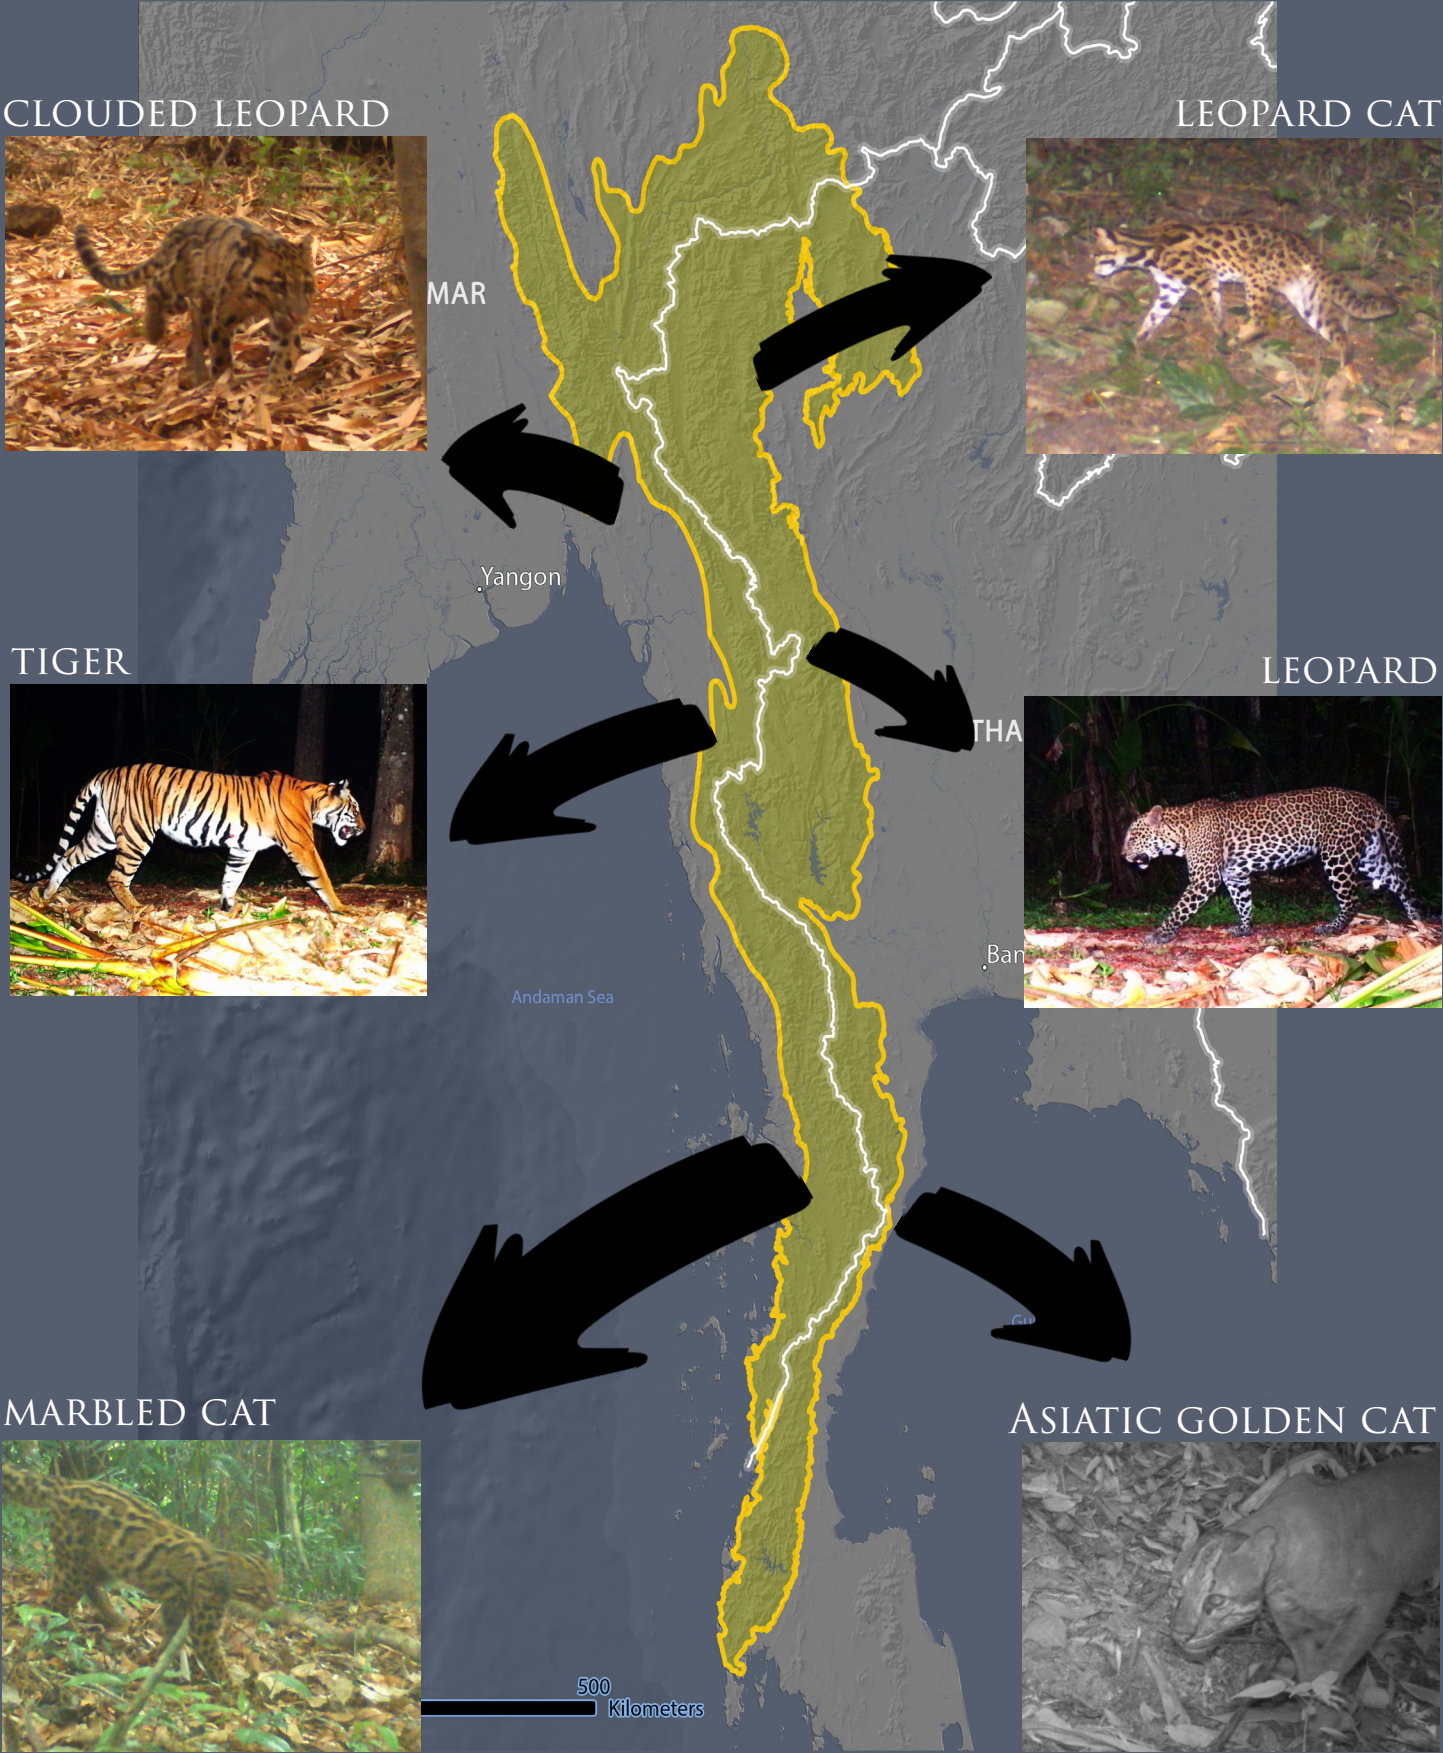 CLOUDED LEOPARD
LEOPARD CAT
MAR
Yangon
TIGER
LEOPARD
THA
Ban
Andaman Sea
Gu
MARBLED CAT
ASIATIC GOLDEN CAT
500
Kilometers